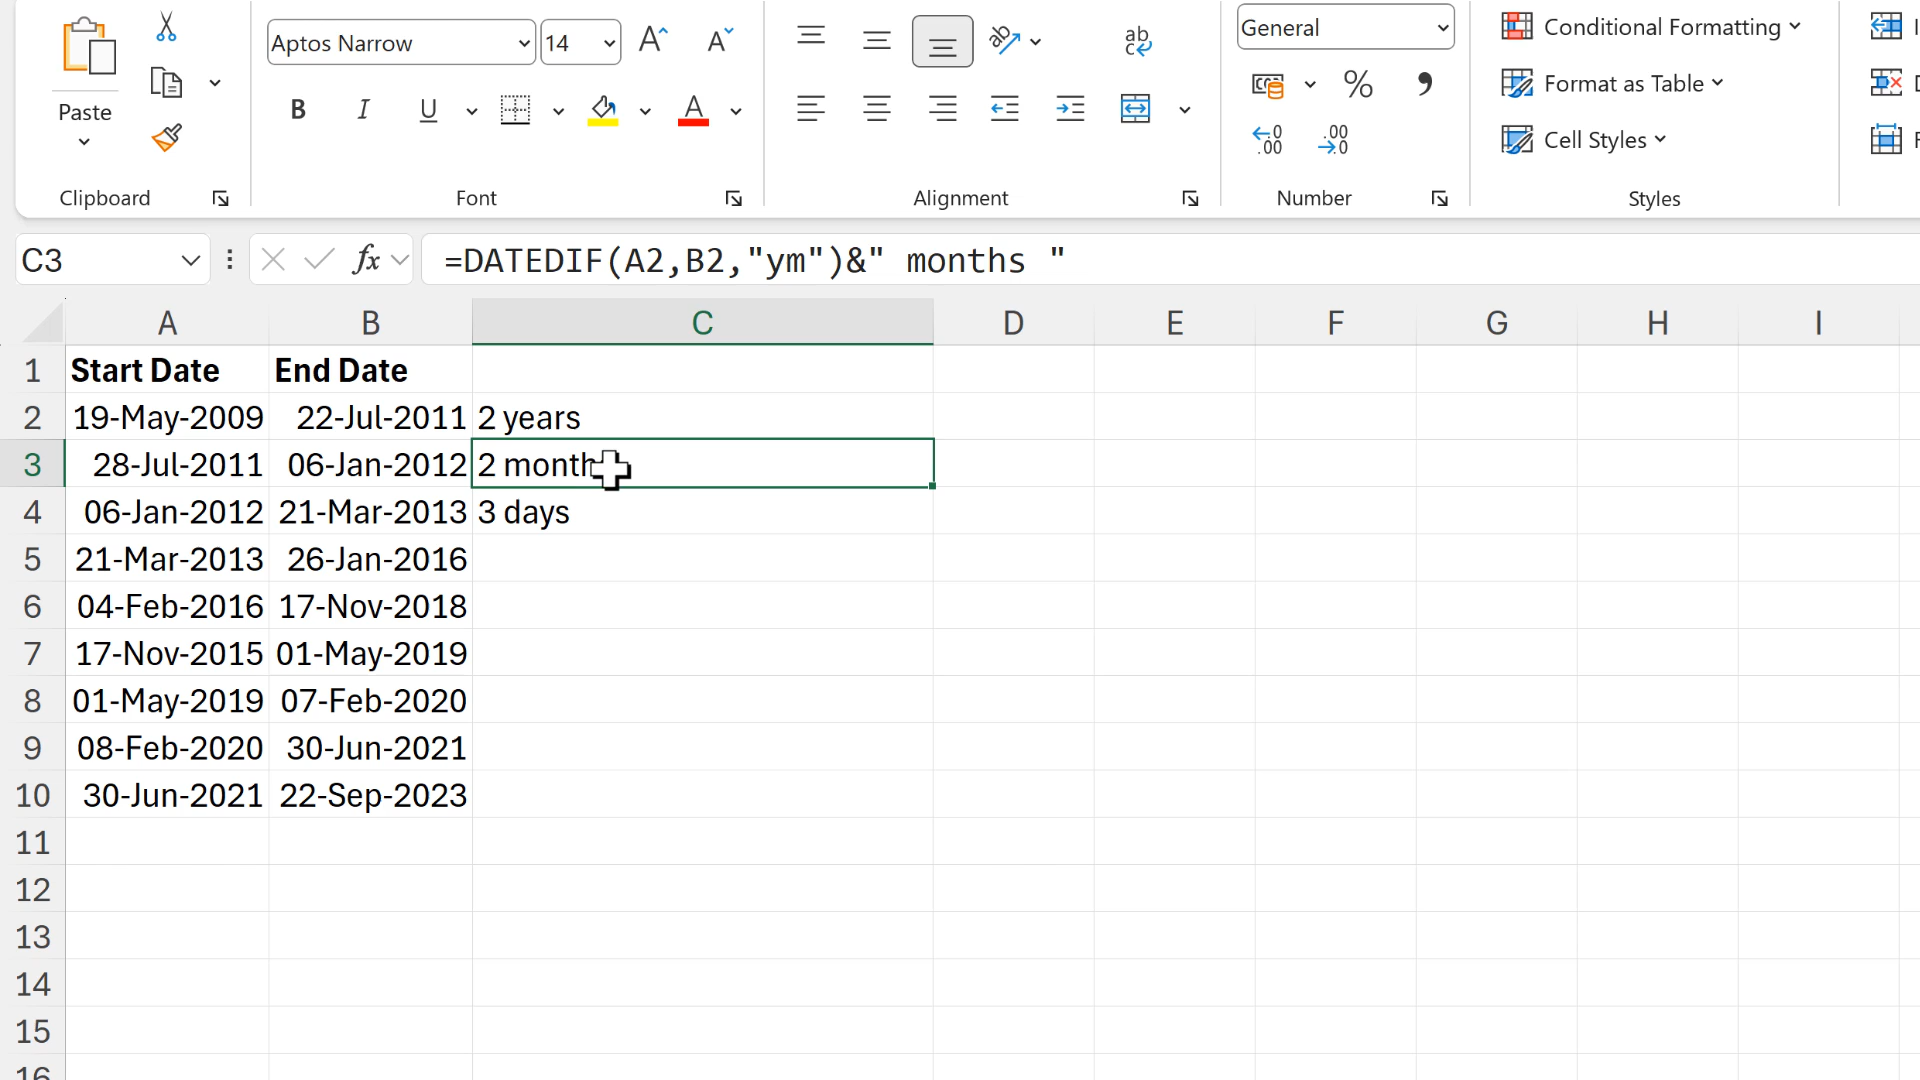 Aptos Narrow 14 General Conditional Formatting
Paste Format as Table
Cell Styles
Clipboard Font Alignment Number Styles
C3 fx =DATEDIF(A2,B2,"ym")&" months "
A B C D E F G H I
1 Start Date End Date
2 19-May-2009 22-Jul-2011 2 years
3 28-Jul-2011 06-Jan-2012 2 month
4 06-Jan-2012 21-Mar-2013 3 days
5 21-Mar-2013 26-Jan-2016
6 04-Feb-2016 17-Nov-2018
7 17-Nov-2015 01-May-2019
8 01-May-2019 07-Feb-2020
9 08-Feb-2020 30-Jun-2021
10 30-Jun-2021 22-Sep-2023
11
12
13
14
15
16